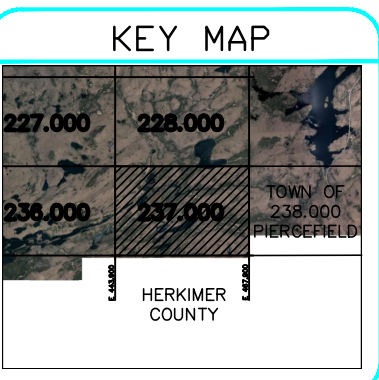 KEY MAP
227.000 228.000
236.000 237.000
TOWN OF
238.000
PIERCEFIELD
HERKIMER
COUNTY